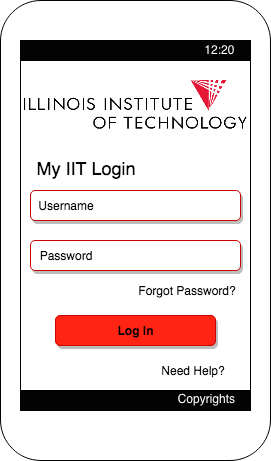 12:20
ILLINOIS INSTITUTE
OF TECHNOLOGY
My IIT Login
Username
Password
Forgot Password?
Log In
Need Help?
Copyrights